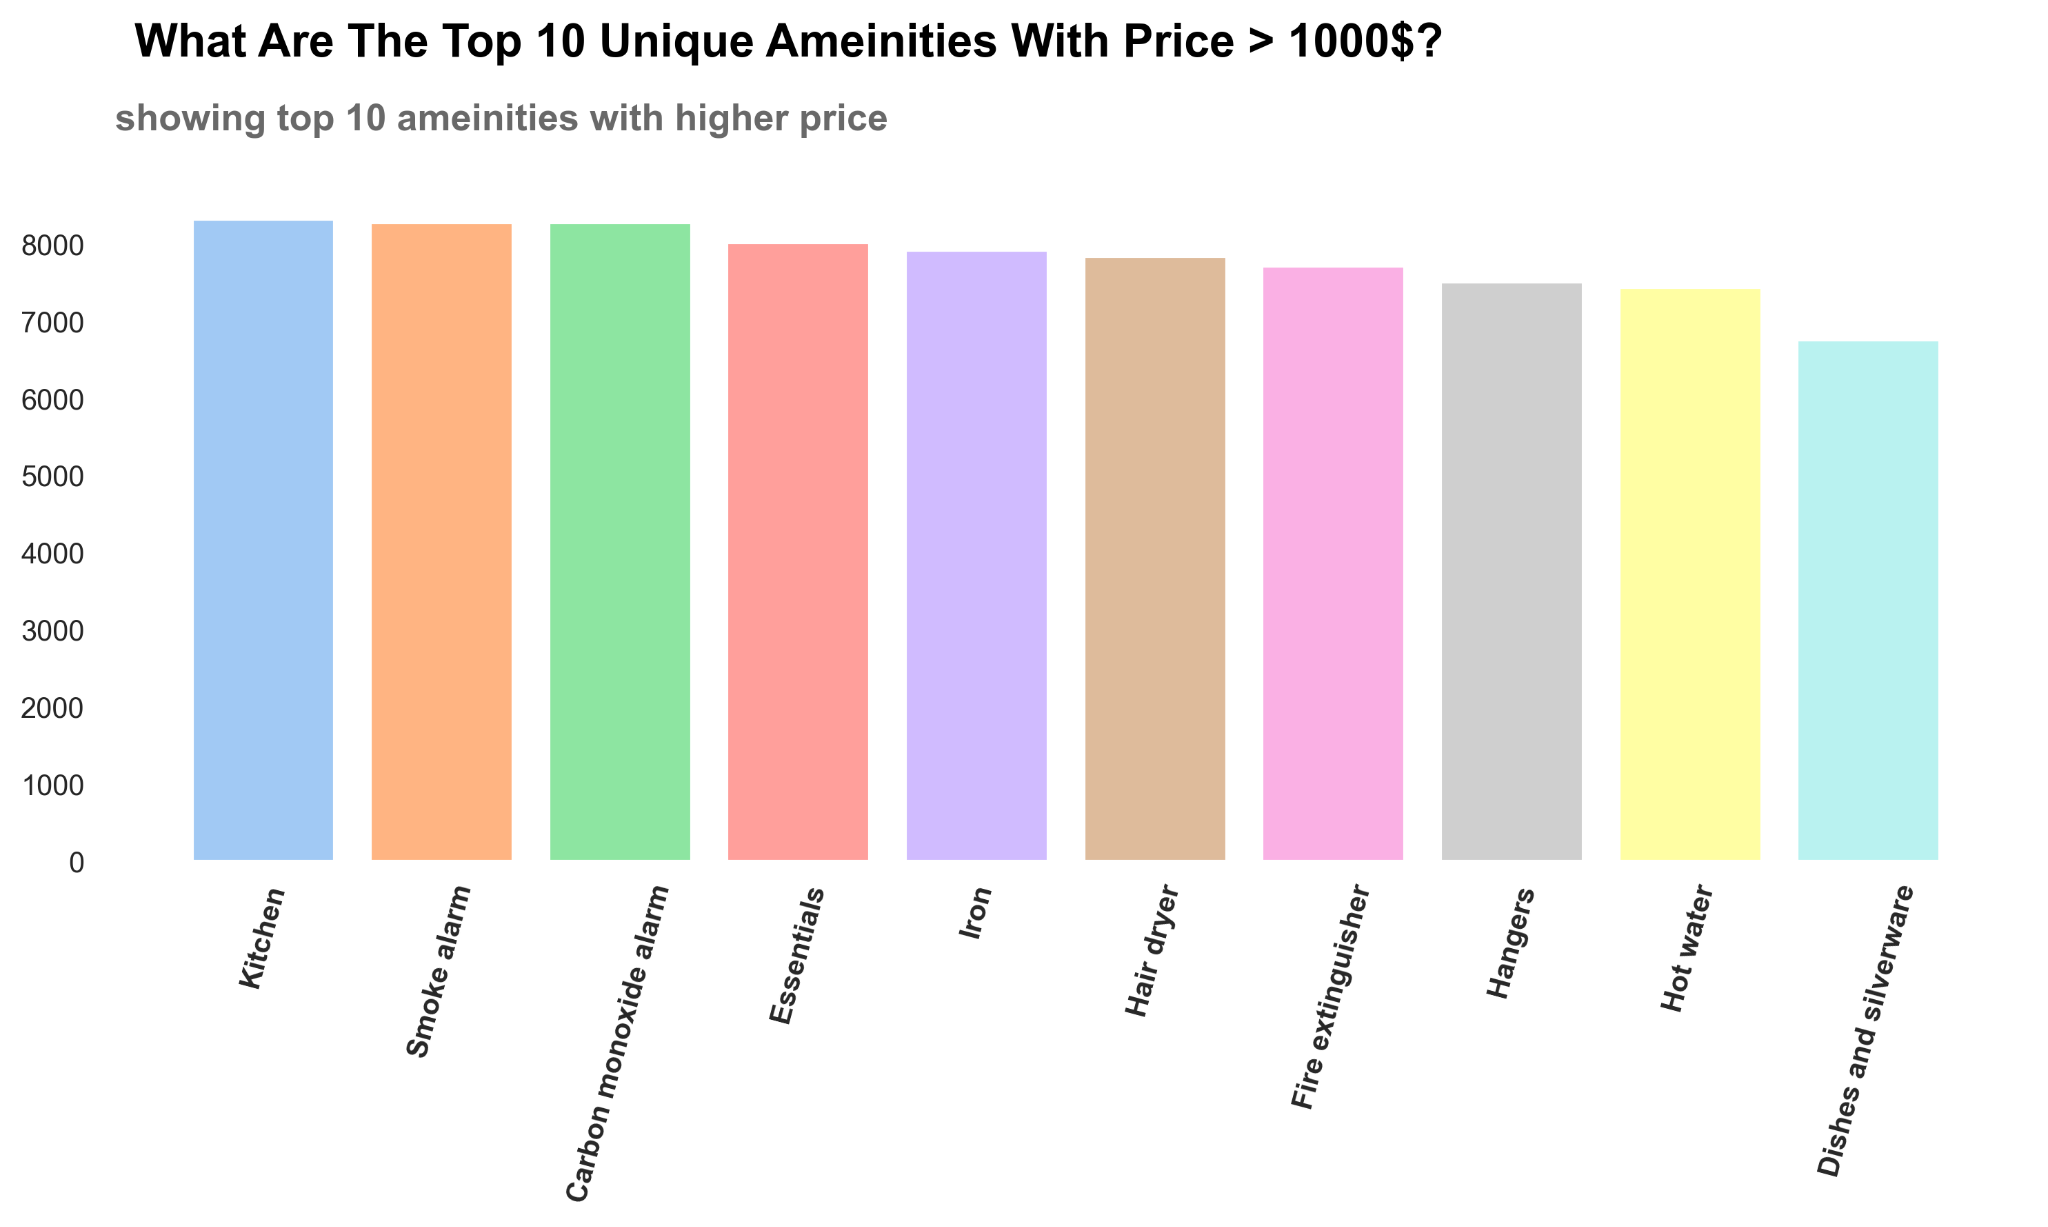 What Are The Top 10 Unique Ameinities With Price > 1000$?
showing top 10 ameinities with higher price
8000
7000
6000
5000
4000
3000
2000
1000
0
Kitchen
Smoke alarm
Carbon monoxide alarm
Essentials
Iron
Hair dryer
Fire extinguisher
Hangers
Hot water
Dishes and silverware